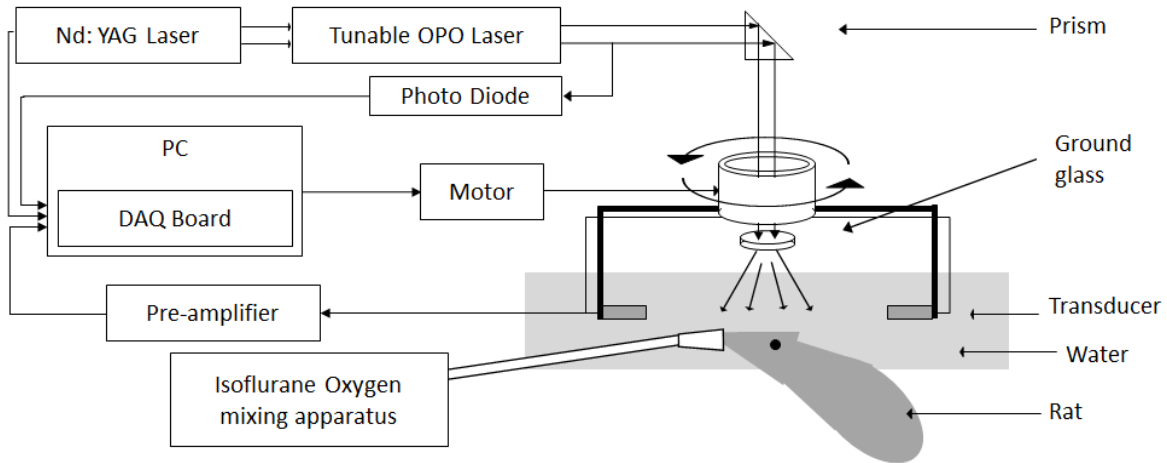 Nd: YAG Laser
Tunable OPO Laser
Prism
Photo Diode
PC
DAQ Board
Motor
Ground
glass
Pre-amplifier
Transducer
Water
Isoflurane Oxygen
mixing apparatus
Rat